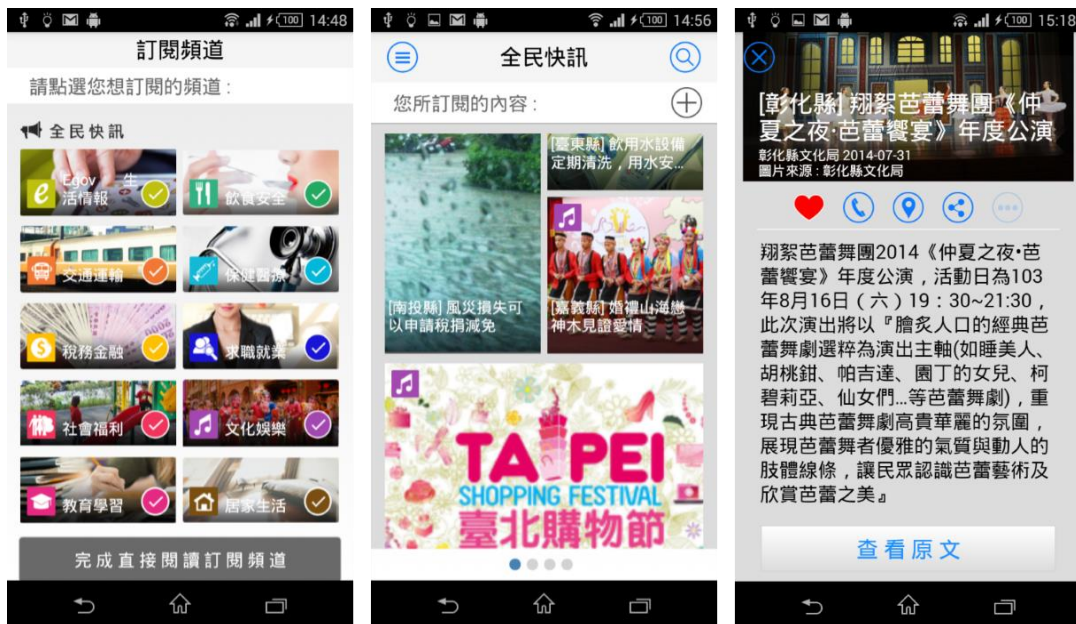 100 14:48
訂閱頻道
請點選您想訂閱的頻道：
全民快訊
Egov 生
活情報
飲食安全
交通運輸
保健醫療
稅務金融
求職就業
社會福利
文化娛樂
教育學習
居家生活
完成直接閱讀訂閱頻道
100 14:56
全民快訊
您所訂閱的內容：
[臺東縣] 飲用水設備
定期清洗，用水安...
[南投縣] 風災損失可
以申請稅捐減免
[嘉義縣] 婚禮山海戀
神木見證愛情
TAIPEI
SHOPPING FESTIVAL
臺北購物節
100 15:18
[彰化縣] 翔絮芭蕾舞團《仲
夏之夜·芭蕾饗宴》年度公演
彰化縣文化局 2014-07-31
圖片來源：彰化縣文化局
翔絮芭蕾舞團2014《仲夏之夜•芭
蕾饗宴》年度公演，活動日為103
年8月16日（六）19：30~21:30，
此次演出將以『膾炙人口的經典芭
蕾舞劇選粹為演出主軸(如睡美人、
胡桃鉗、帕吉達、園丁的女兒、柯
碧莉亞、仙女們...等芭蕾舞劇)，重
現古典芭蕾舞劇高貴華麗的氛圍，
展現芭蕾舞者優雅的氣質與動人的
肢體線條，讓民眾認識芭蕾藝術及
欣賞芭蕾之美』
查看原文